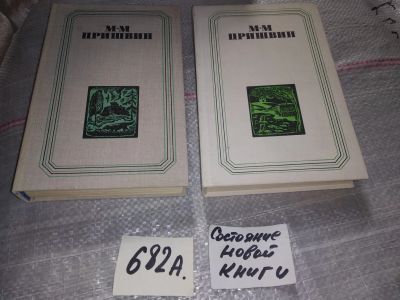 М·М
ПРИШВИН
М·М
ПРИШВИН
682А.
Состояние
новой
книги